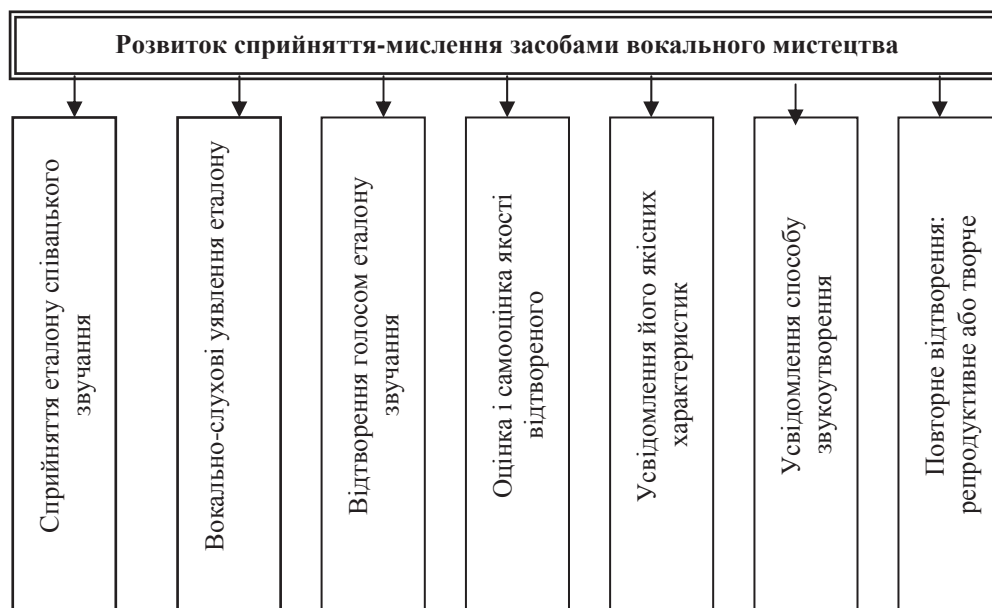 Розвиток сприйняття-мислення засобами вокального мистецтва
Сприйняття еталону співацького
звучання
Вокально-слухові уявлення еталону
Відтворення голосом еталону
звучання
Оцінка і самооцінка якості
відтвореного
Усвідомлення його якісних
характеристик
Усвідомлення способу
звукоутворення
Повторне відтворення:
репродуктивне або творче